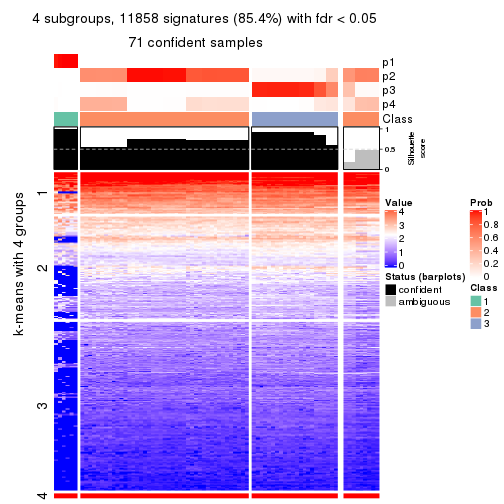 4 subgroups, 11858 signatures (85.4%) with fdr < 0.05
71 confident samples
p1
p2
p3
p4
Class
1
0.5
0
Silhouette
score
k-means with 4 groups
1
2
3
4
Value
4
3
2
1
0
Status (barplots)
confident
ambiguous
Prob
1
0.8
0.6
0.4
0.2
0
Class
1
2
3